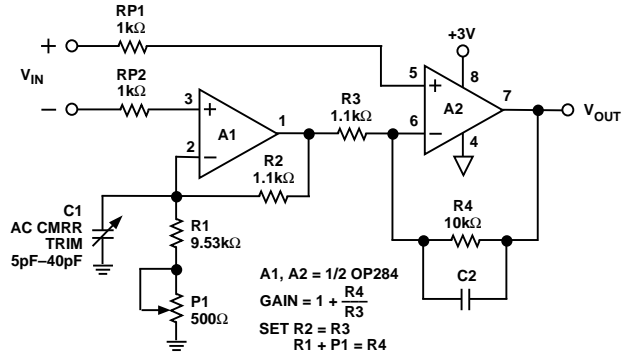 RP1
1kΩ
+
VIN
RP2
1kΩ
–
3
+
2
–
A1
1
R3
1.1kΩ
R2
1.1kΩ
+3V
5
+
8
A2
7
6
–
4
VOUT
C1
AC CMRR
TRIM
5pF–40pF
R1
9.53kΩ
P1
500Ω
R4
10kΩ
C2
A1, A2 = 1/2 OP284
GAIN = 1 + R4/R3
SET R2 = R3
R1 + P1 = R4